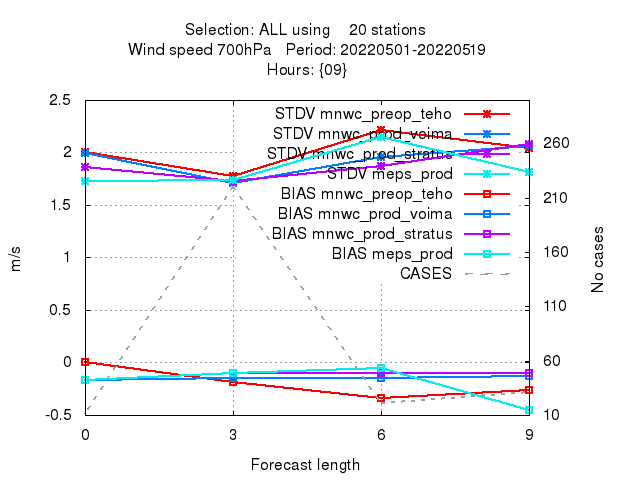 Selection: ALL using 20 stations
Wind speed 700hPa Period: 20220501-20220519
Hours: {09}
2.5
2
1.5
1
0.5
0
-0.5
m/s
STDV mnwc_preop_teho
STDV mnwc_prod_voima
STDV mnwc_prod_stratus
STDV meps_prod
BIAS mnwc_preop_teho
BIAS mnwc_prod_voima
BIAS mnwc_prod_stratus
BIAS meps_prod
CASES
260
210
160
110
60
10
No cases
0 3 6 9
Forecast length